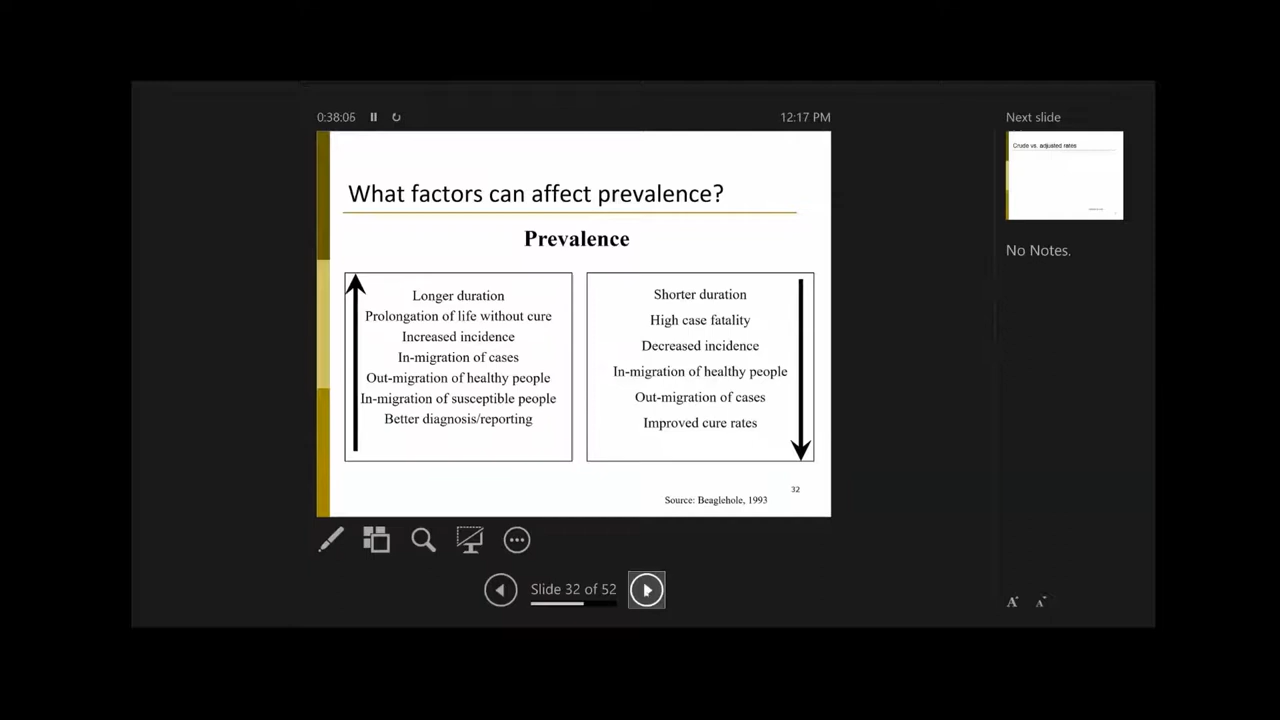 0:38:06
12:17 PM
Next slide
What factors can affect prevalence?
Prevalence
Longer duration
Prolongation of life without cure
Increased incidence
In-migration of cases
Out-migration of healthy people
In-migration of susceptible people
Better diagnosis/reporting
Shorter duration
High case fatality
Decreased incidence
In-migration of healthy people
Out-migration of cases
Improved cure rates
32
Source: Beaglehole, 1993
Slide 32 of 52
Crude vs. adjusted rates
No Notes.
A
A